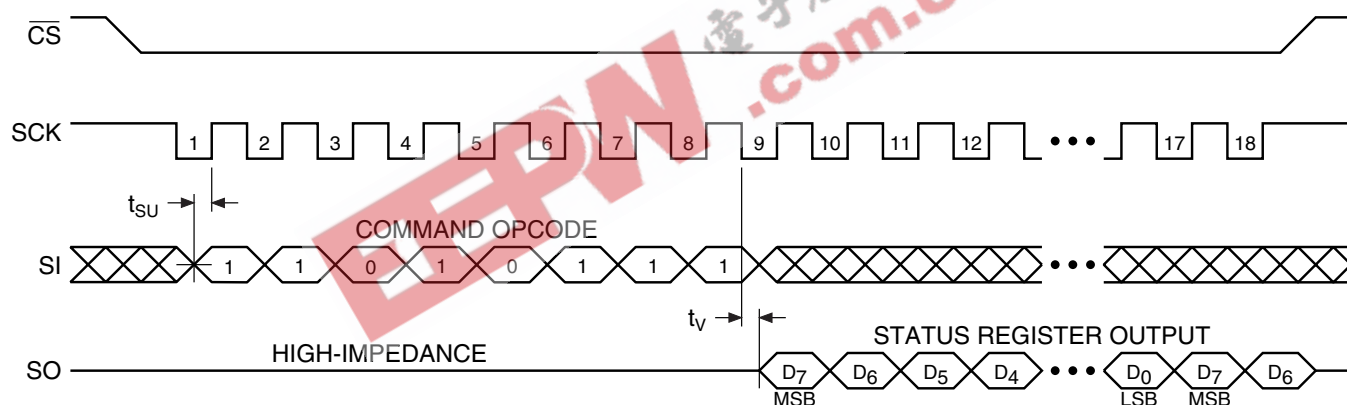 CS
SCK 1 2 3 4 5 6 7 8 9 10 11 12 ••• 17 18
tSU
COMMAND OPCODE
SI 1 1 0 1 0 1 1 1 •••
tV
HIGH-IMPEDANCE
STATUS REGISTER OUTPUT
SO D7 D6 D5 D4 ••• D0 D7 D6
MSB LSB MSB
EEPW
.com.c